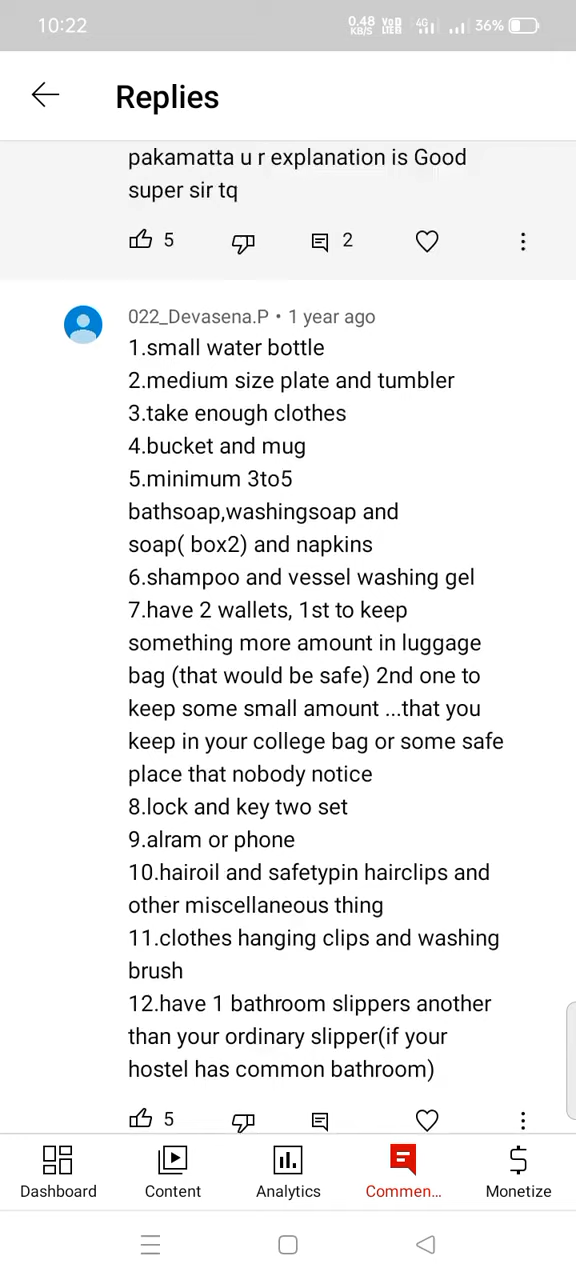 10:22
0.48 KB/S VoD LTER 4G 36%
Replies
pakamatta u r explanation is Good
super sir tq
5
2
022_Devasena.P • 1 year ago
1.small water bottle
2.medium size plate and tumbler
3.take enough clothes
4.bucket and mug
5.minimum 3to5
bathsoap,washingsoap and
soap( box2) and napkins
6.shampoo and vessel washing gel
7.have 2 wallets, 1st to keep
something more amount in luggage
bag (that would be safe) 2nd one to
keep some small amount ...that you
keep in your college bag or some safe
place that nobody notice
8.lock and key two set
9.alram or phone
10.hairoil and safetypin hairclips and
other miscellaneous thing
11.clothes hanging clips and washing
brush
12.have 1 bathroom slippers another
than your ordinary slipper(if your
hostel has common bathroom)
5
Dashboard
Content
Analytics
Commen...
Monetize